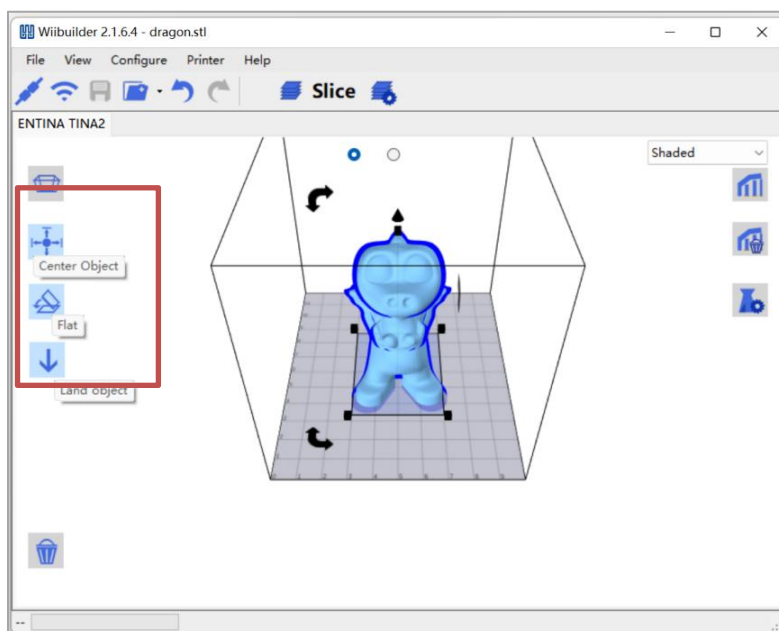 Wiibuilder 2.1.6.4 - dragon.stl
File View Configure Printer Help
Slice
ENTINA TINA2
Shaded
Center Object
Flat
Land object
--